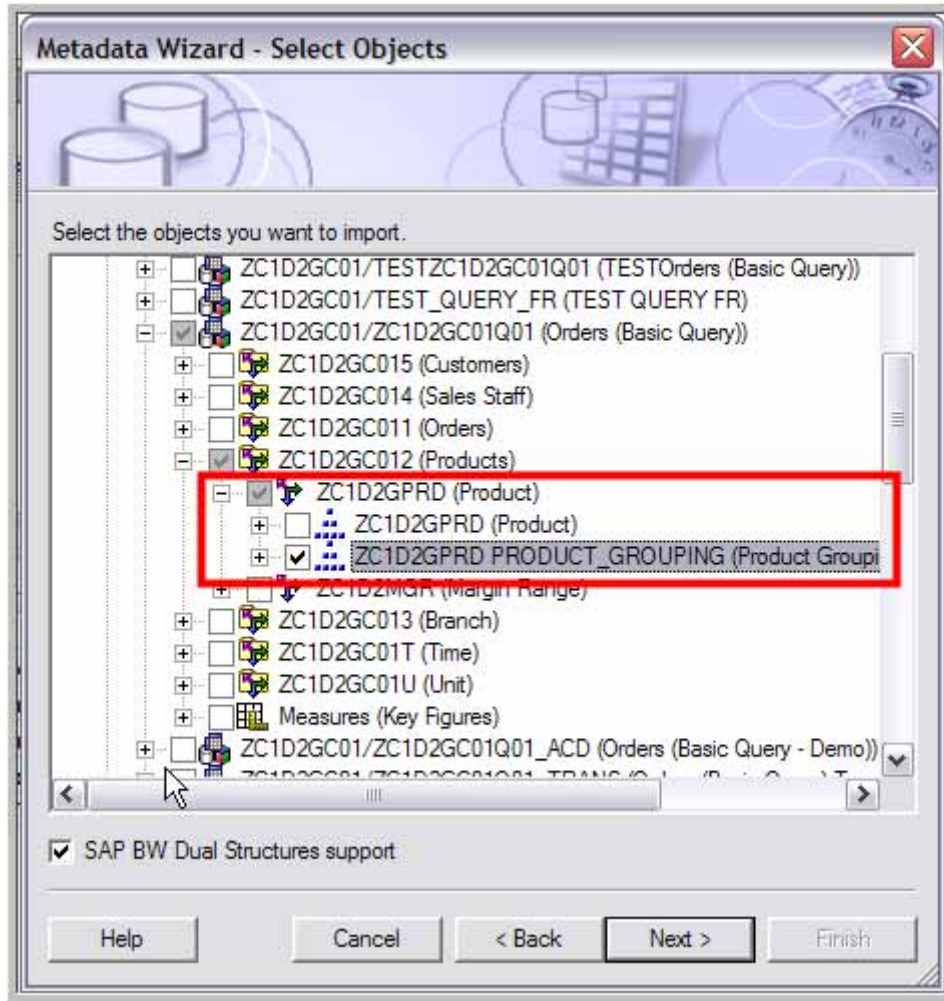 Metadata Wizard - Select Objects
Select the objects you want to import.
ZC1D2GC01/TESTZC1D2GC01Q01 (TESTOrders (Basic Query))
ZC1D2GC01/TEST_QUERY_FR (TEST QUERY FR)
ZC1D2GC01/ZC1D2GC01Q01 (Orders (Basic Query))
ZC1D2GC015 (Customers)
ZC1D2GC014 (Sales Staff)
ZC1D2GC011 (Orders)
ZC1D2GC012 (Products)
ZC1D2GPRD (Product)
ZC1D2GPRD (Product)
ZC1D2GPRD PRODUCT_GROUPING (Product Groupi
ZC1D2MGR (Margin Range)
ZC1D2GC013 (Branch)
ZC1D2GC01T (Time)
ZC1D2GC01U (Unit)
Measures (Key Figures)
ZC1D2GC01/ZC1D2GC01Q01_ACD (Orders (Basic Query - Demo))
SAP BW Dual Structures support
Help
Cancel
< Back
Next >
Finish